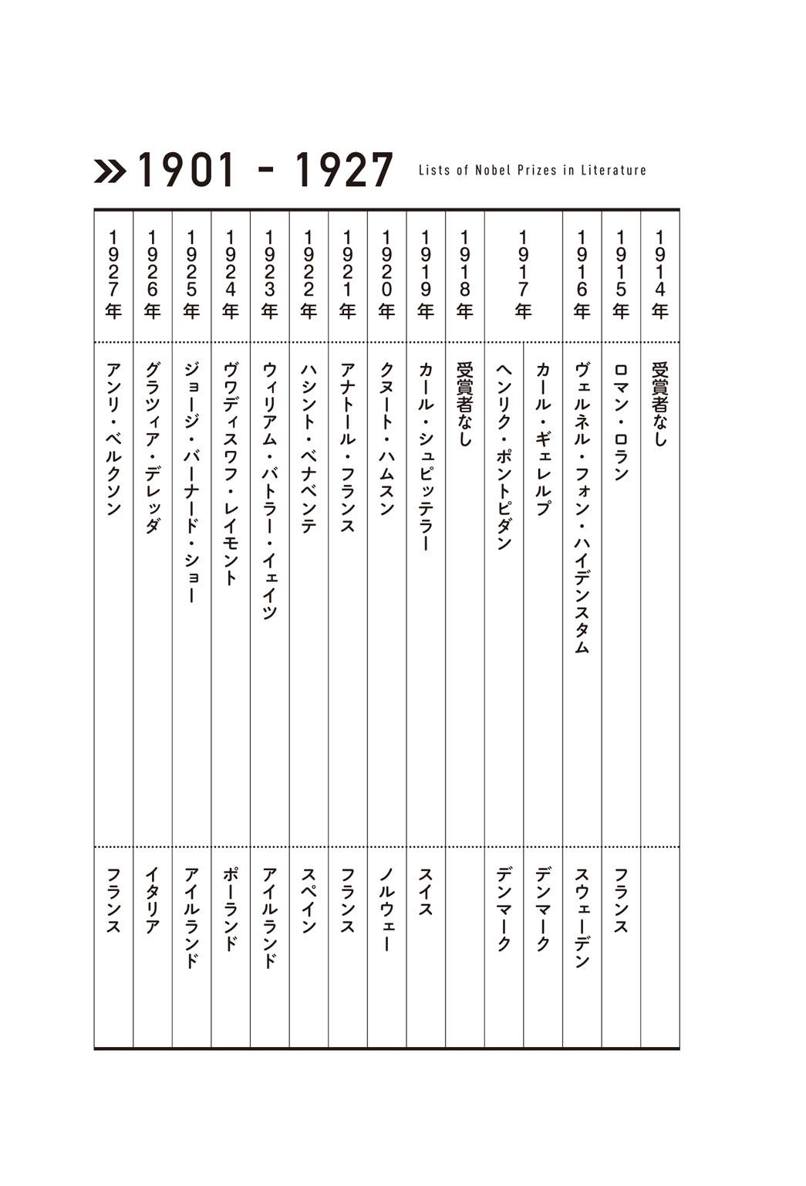 1901 - 1927
Lists of Nobel Prizes in Literature
1914年
受賞者なし
1915年
ロマン・ロラン
フランス
1916年
ヴェルネル・フォン・ハイデンスタム
スウェーデン
1917年
カール・ギェレルプ
デンマーク
ヘンリク・ポントピダン
デンマーク
1918年
受賞者なし
1919年
カール・シュピッテラー
スイス
1920年
クヌート・ハムスン
ノルウェー
1921年
アナトール・フランス
フランス
1922年
ハシント・ベナベンテ
スペイン
1923年
ウィリアム・バトラー・イェイツ
アイルランド
1924年
ヴワディスワフ・レイモント
ポーランド
1925年
ジョージ・バーナード・ショー
アイルランド
1926年
グラツィア・デレッダ
イタリア
1927年
アンリ・ベルクソン
フランス